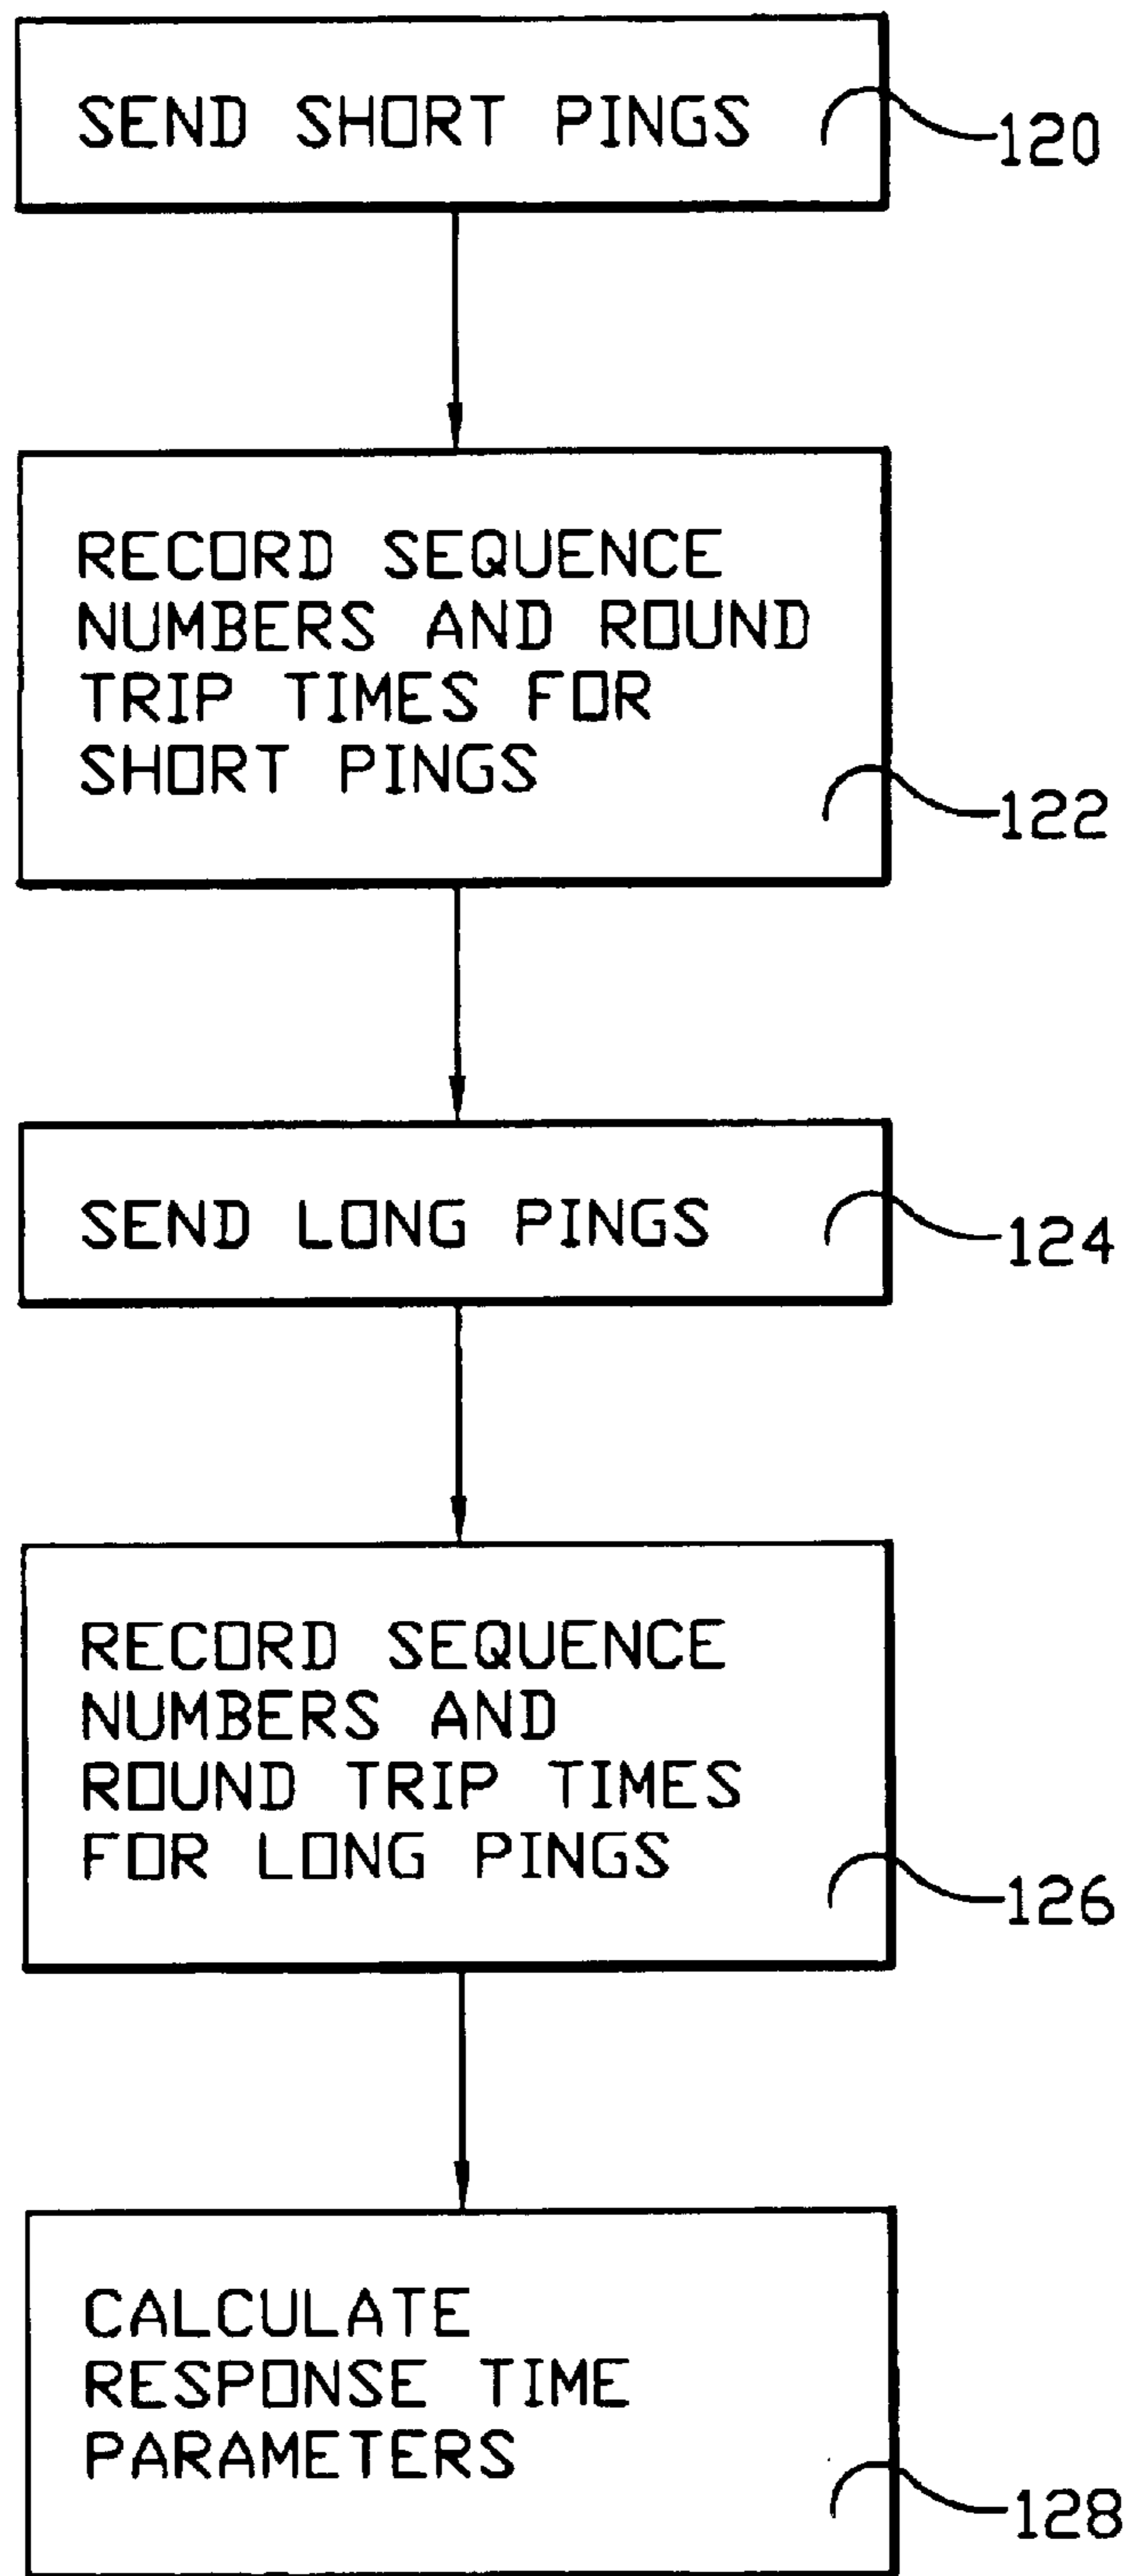 SEND SHORT PINGS
120
RECORD SEQUENCE
NUMBERS AND ROUND
TRIP TIMES FOR
SHORT PINGS
122
SEND LONG PINGS
124
RECORD SEQUENCE
NUMBERS AND
ROUND TRIP TIMES
FOR LONG PINGS
126
CALCULATE
RESPONSE TIME
PARAMETERS
128